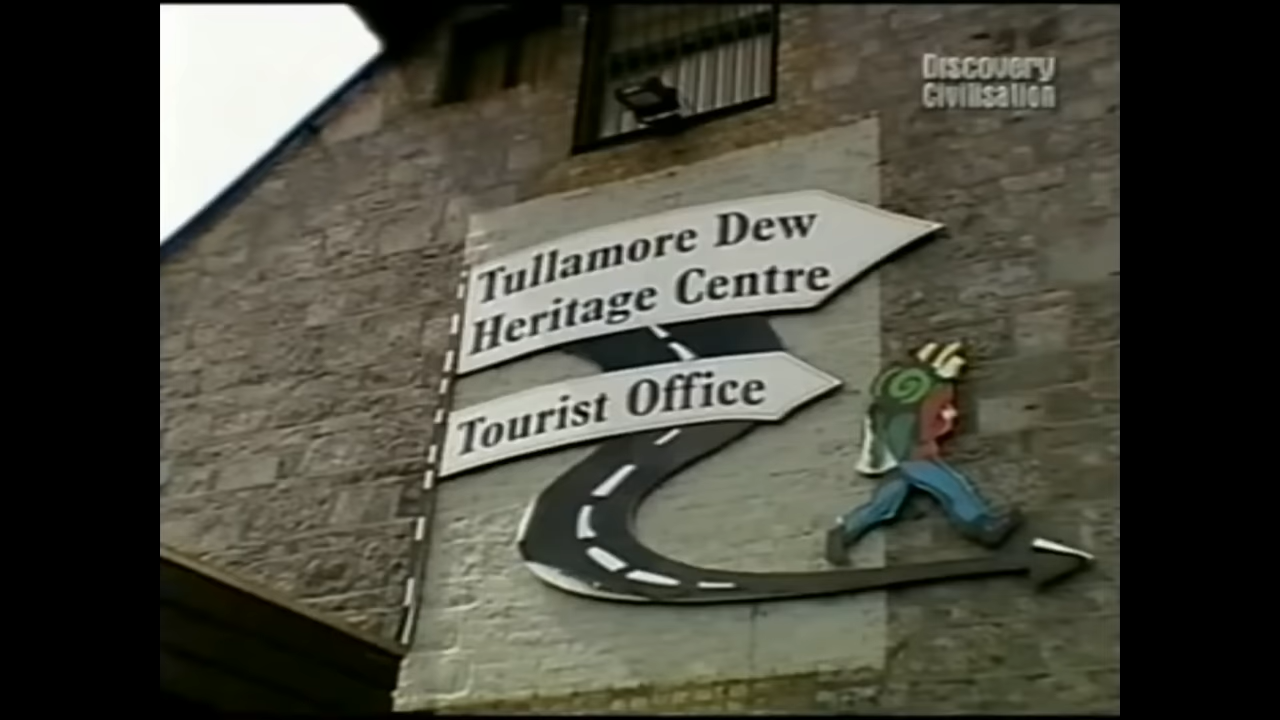 Discovery
Civilisation
Tullamore Dew
Heritage Centre
Tourist Office